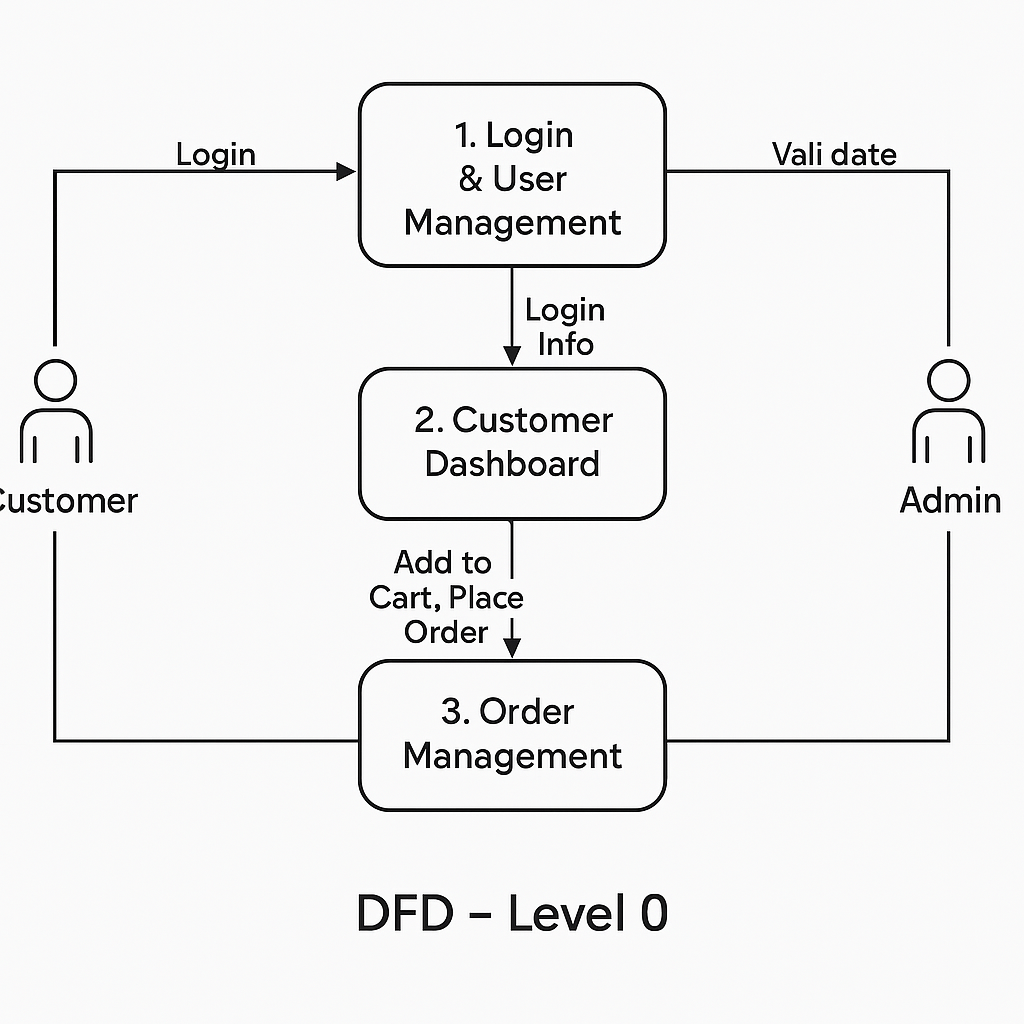 1. Login
& User
Management
Login
Vali date
Login
Info
2. Customer
Dashboard
Customer
Admin
Add to
Cart, Place
Order
3. Order
Management
DFD – Level 0